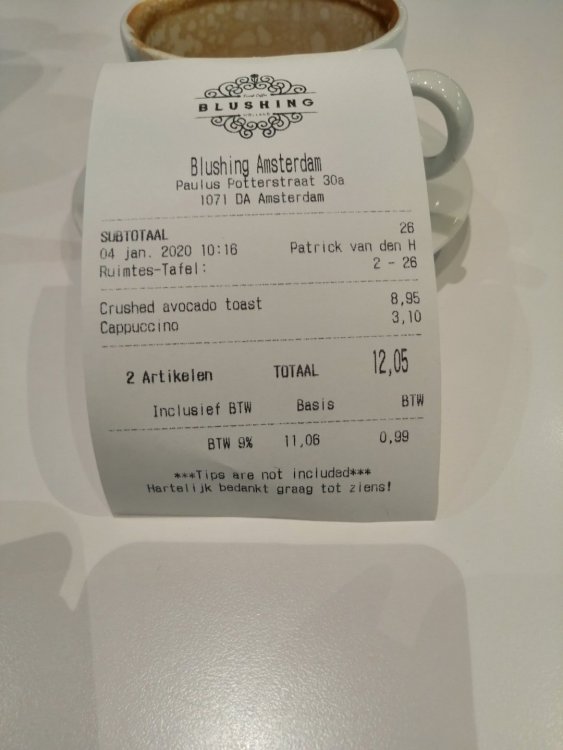 BLUSHING
Blushing Amsterdam
Paulus Potterstraat 30a
1071 DA Amsterdam
SUBTOTAAL 26
04 jan. 2020 10:16 Patrick van den H
Ruimtes-Tafel: 2 - 26
Crushed avocado toast 8,95
Cappuccino 3,10
2 Artikelen TOTAAL 12,05
Inclusief BTW Basis BTW
BTW 9% 11,06 0,99
***Tips are not included***
Hartelijk bedankt graag tot ziens!